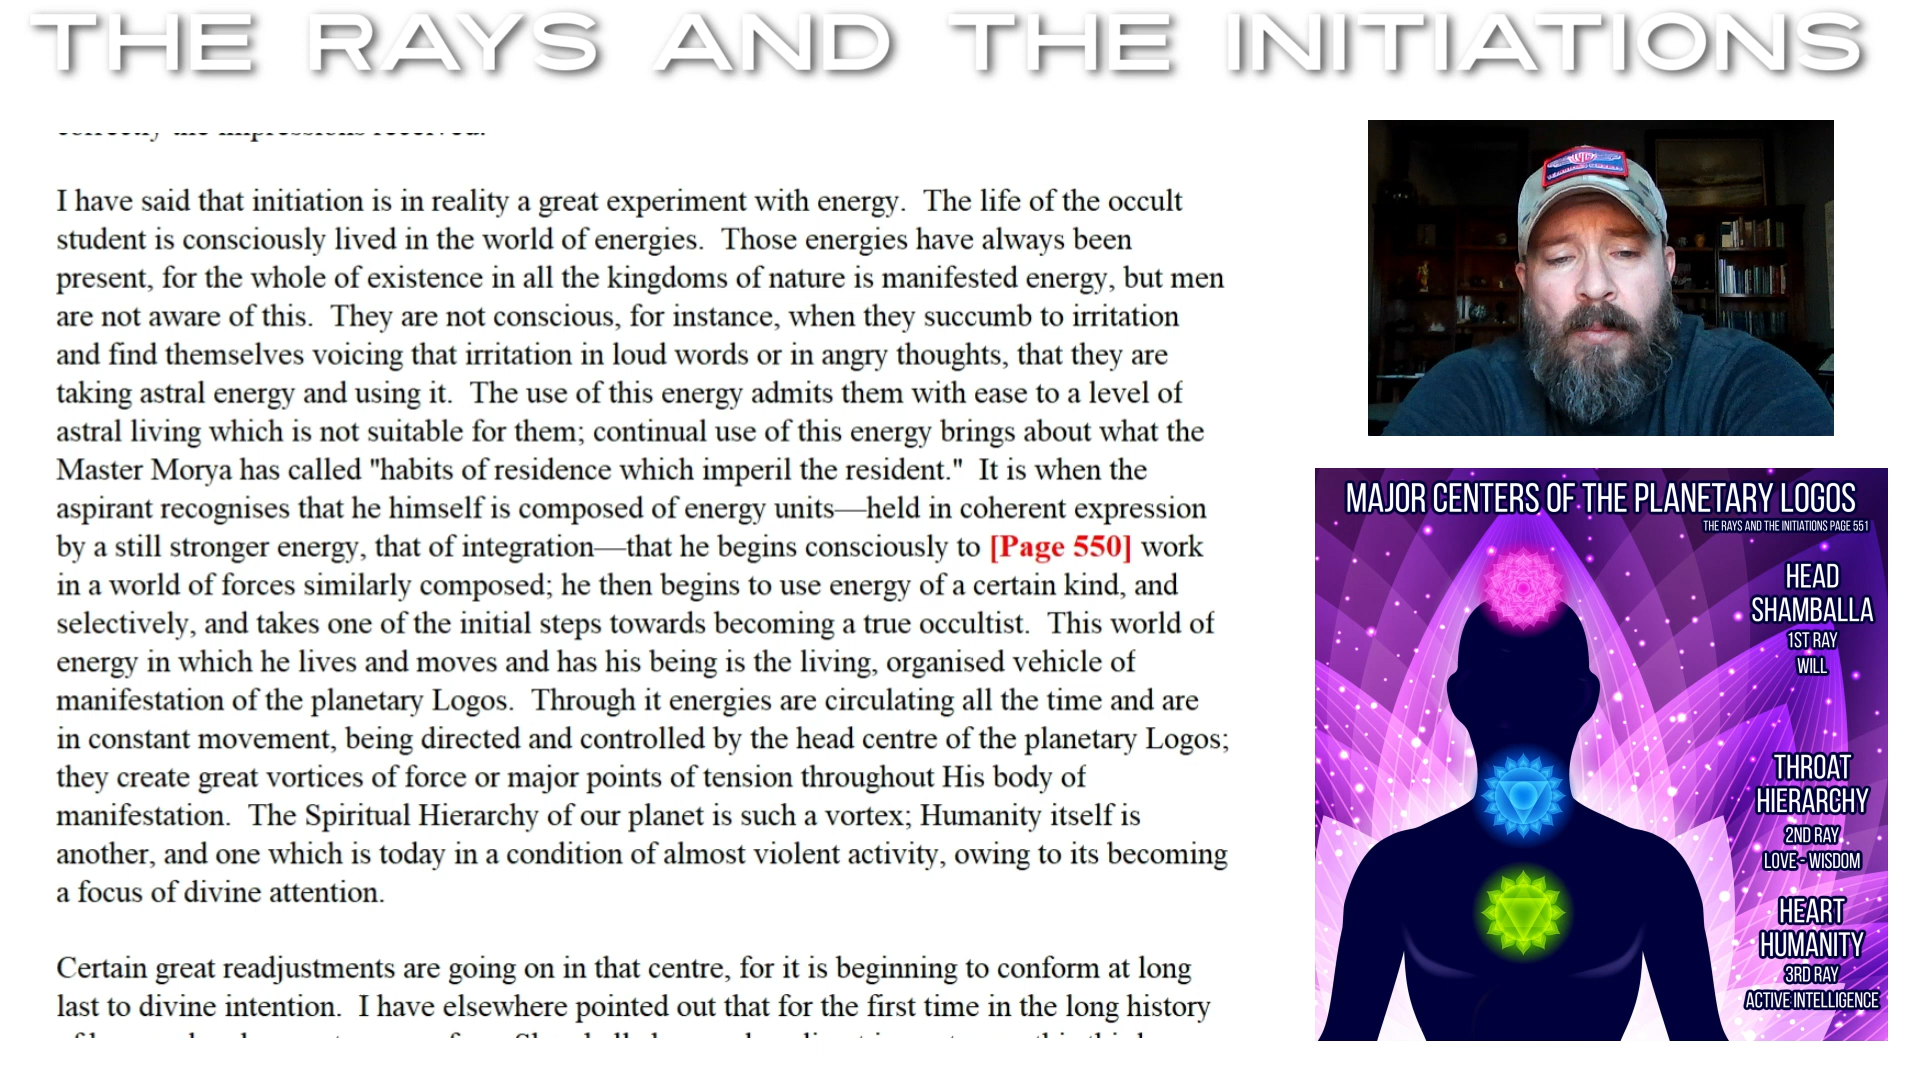 THE RAYS AND THE INITIATIONS
correctly the impressions received.
I have said that initiation is in reality a great experiment with energy.  The life of the occult
student is consciously lived in the world of energies.  Those energies have always been
present, for the whole of existence in all the kingdoms of nature is manifested energy, but men
are not aware of this.  They are not conscious, for instance, when they succumb to irritation
and find themselves voicing that irritation in loud words or in angry thoughts, that they are
taking astral energy and using it.  The use of this energy admits them with ease to a level of
astral living which is not suitable for them; continual use of this energy brings about what the
Master Morya has called "habits of residence which imperil the resident."  It is when the
aspirant recognises that he himself is composed of energy units—held in coherent expression
by a still stronger energy, that of integration—that he begins consciously to [Page 550] work
in a world of forces similarly composed; he then begins to use energy of a certain kind, and
selectively, and takes one of the initial steps towards becoming a true occultist.  This world of
energy in which he lives and moves and has his being is the living, organised vehicle of
manifestation of the planetary Logos.  Through it energies are circulating all the time and are
in constant movement, being directed and controlled by the head centre of the planetary Logos;
they create great vortices of force or major points of tension throughout His body of
manifestation.  The Spiritual Hierarchy of our planet is such a vortex; Humanity itself is
another, and one which is today in a condition of almost violent activity, owing to its becoming
a focus of divine attention.
Certain great readjustments are going on in that centre, for it is beginning to conform at long
last to divine intention.  I have elsewhere pointed out that for the first time in the long history
MAJOR CENTERS OF THE PLANETARY LOGOS
THE RAYS AND THE INITIATIONS PAGE 551
HEAD
SHAMBALLA
1ST RAY
WILL
THROAT
HIERARCHY
2ND RAY
LOVE - WISDOM
HEART
HUMANITY
3RD RAY
ACTIVE INTELLIGENCE